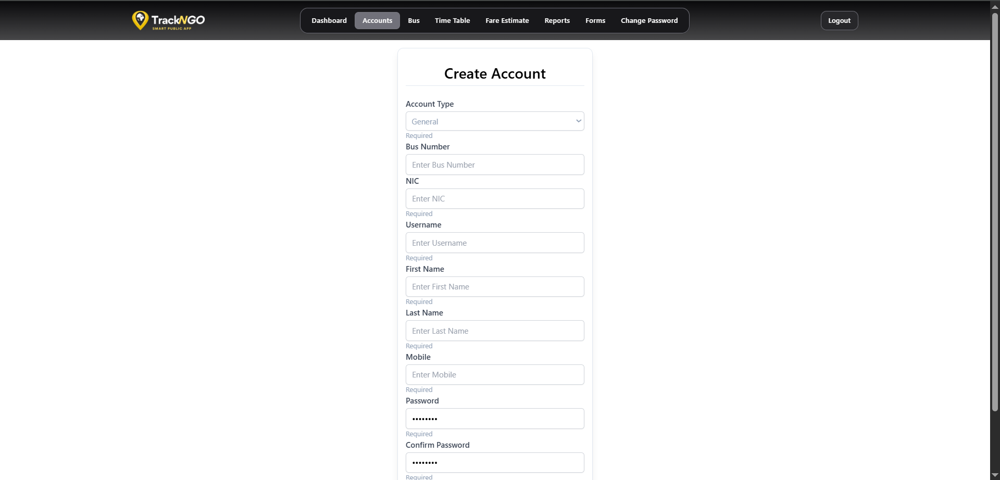 TrackNGO
SMART PUBLIC APP
Dashboard Accounts Bus Time Table Fare Estimate Reports Forms Change Password
Logout
Create Account
Account Type
General
Required
Bus Number
Enter Bus Number
NIC
Enter NIC
Required
Username
Enter Username
Required
First Name
Enter First Name
Required
Last Name
Enter Last Name
Required
Mobile
Enter Mobile
Required
Password
••••••••
Required
Confirm Password
••••••••
Required